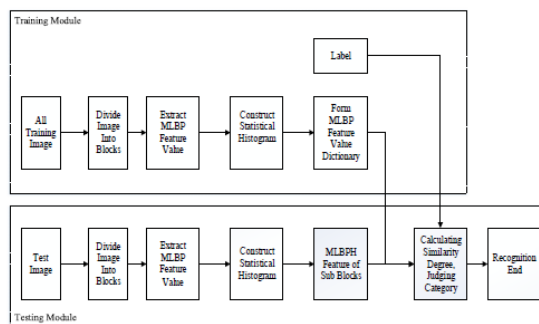 Training Module
Label
All
Training
Image
Divide
Image
Into
Blocks
Extract
MLBP
Feature
Value
Construct
Statistical
Histogram
Form
MLBP
Feature
Value
Dictionary
Test
Image
Divide
Image
Into
Blocks
Extract
MLBP
Feature
Value
Construct
Statistical
Histogram
MLBPH
Feature of
Sub Blocks
Calculating
Similarity
Degree,
Judging
Category
Recognition
End
Testing Module